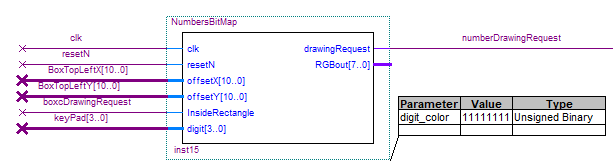 NumbersBitMap
clk
clk
drawingRequest
numberDrawingRequest
resetN
resetN
RGBout[7..0]
BoxTopLeftX[10..0]
offsetX[10..0]
BoxTopLeftY[10..0]
offsetY[10..0]
boxcDrawingRequest
InsideRectangle
keyPad[3..0]
digit[3..0]
inst15
Parameter Value Type
digit_color 11111111 Unsigned Binary